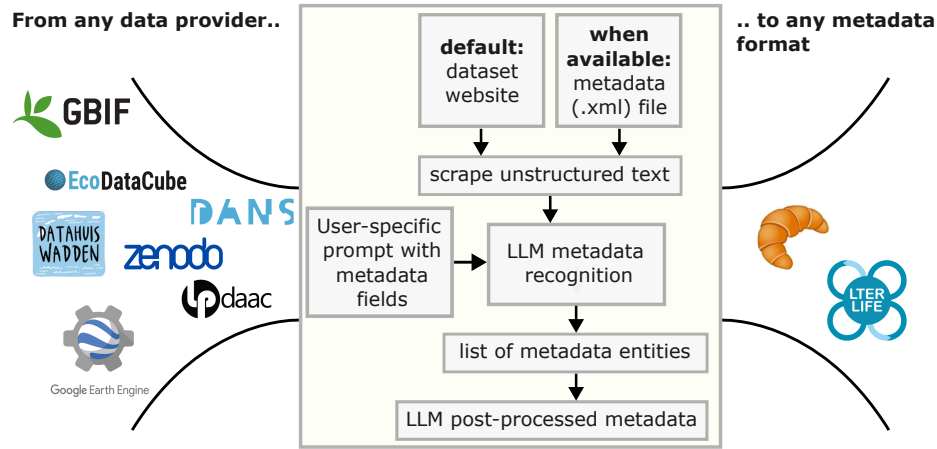 From any data provider..
.. to any metadata
format
default:
dataset
website
when
available:
metadata
(.xml) file
GBIF
scrape unstructured text
EcoDataCube
DANS
DATAHUIS
WADDEN
zenodo
User-specific
prompt with
metadata
fields
LLM metadata
recognition
lp daac
LTER
LIFE
list of metadata entities
Google Earth Engine
LLM post-processed metadata